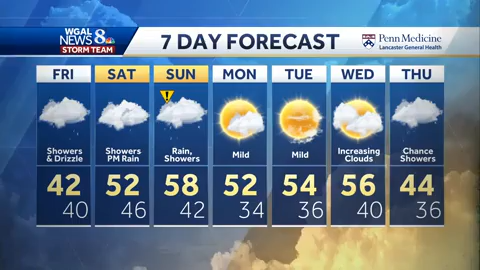 WGAL
NEWS 8
STORM TEAM
7 DAY FORECAST
Penn Medicine
Lancaster General Health
FRI SAT SUN MON TUE WED THU
Showers
& Drizzle
Showers
PM Rain
Rain,
Showers
Mild
Mild
Increasing
Clouds
Chance
Showers
42 52 58 52 54 56 44
40 46 42 34 36 40 36